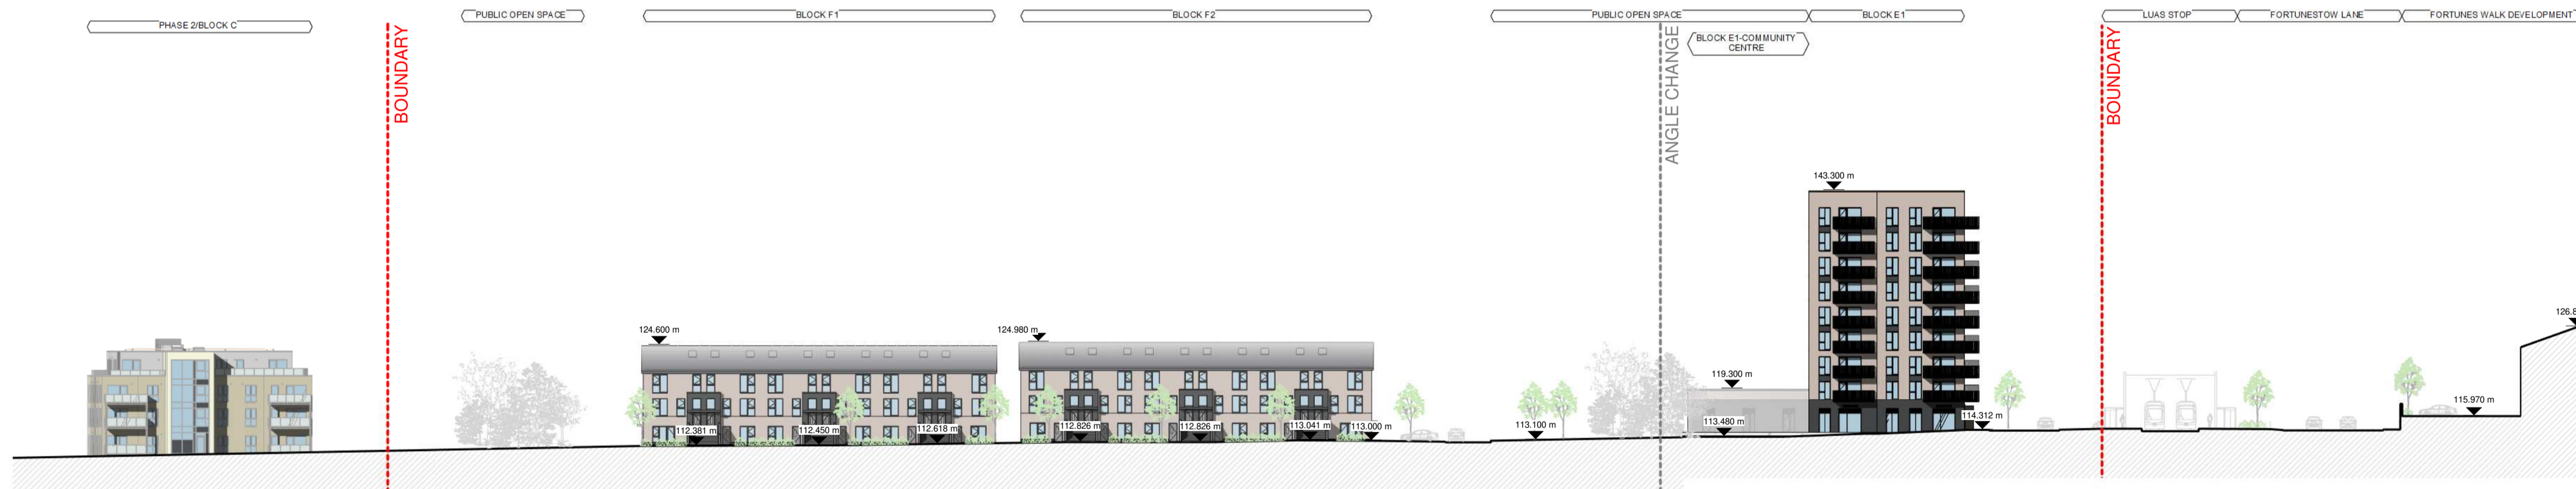 PHASE 2/BLOCK C
PUBLIC OPEN SPACE
BLOCK F1
BLOCK F2
PUBLIC OPEN SPACE
BLOCK E1
LUAS STOP
FORTUNESTOW LANE
FORTUNES WALK DEVELOPMENT
BLOCK E1-COMMUNITY
CENTRE
BOUNDARY
ANGLE CHANGE
BOUNDARY
143.300 m
124.600 m
124.980 m
119.300 m
115.970 m
112.381 m
112.450 m
112.618 m
112.826 m
112.826 m
113.041 m
113.000 m
113.100 m
113.480 m
114.312 m
126.8